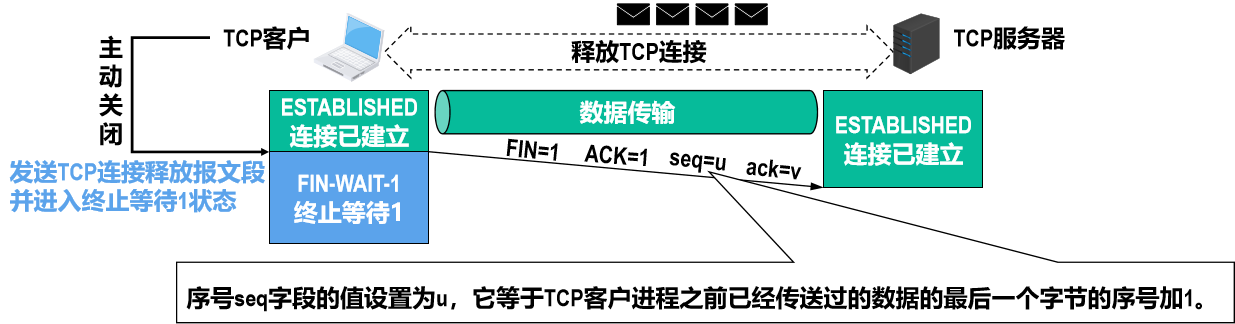 TCP客户
释放TCP连接
TCP服务器
主动关闭
ESTABLISHED
连接已建立
数据传输
ESTABLISHED
连接已建立
FIN=1 ACK=1 seq=u ack=v
发送TCP连接释放报文段
并进入终止等待1状态
FIN-WAIT-1
终止等待1
序号seq字段的值设置为u，它等于TCP客户进程之前已经传送过的数据的最后一个字节的序号加1。